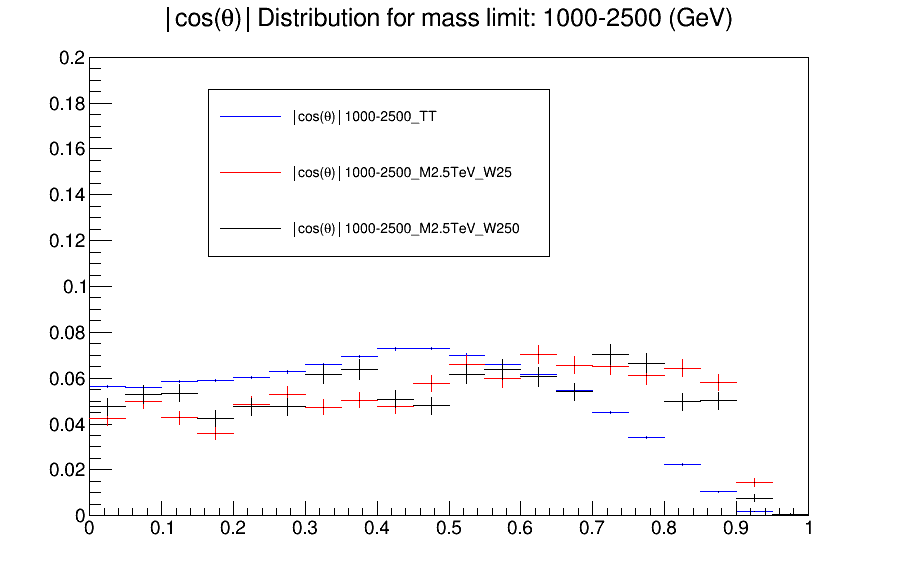 |cos(θ)| Distribution for mass limit: 1000-2500 (GeV)
0.2
0.18
0.16
0.14
0.12
0.1
0.08
0.06
0.04
0.02
0
|cos(θ)| 1000-2500_TT
|cos(θ)| 1000-2500_M2.5TeV_W25
|cos(θ)| 1000-2500_M2.5TeV_W250
0 0.1 0.2 0.3 0.4 0.5 0.6 0.7 0.8 0.9 1